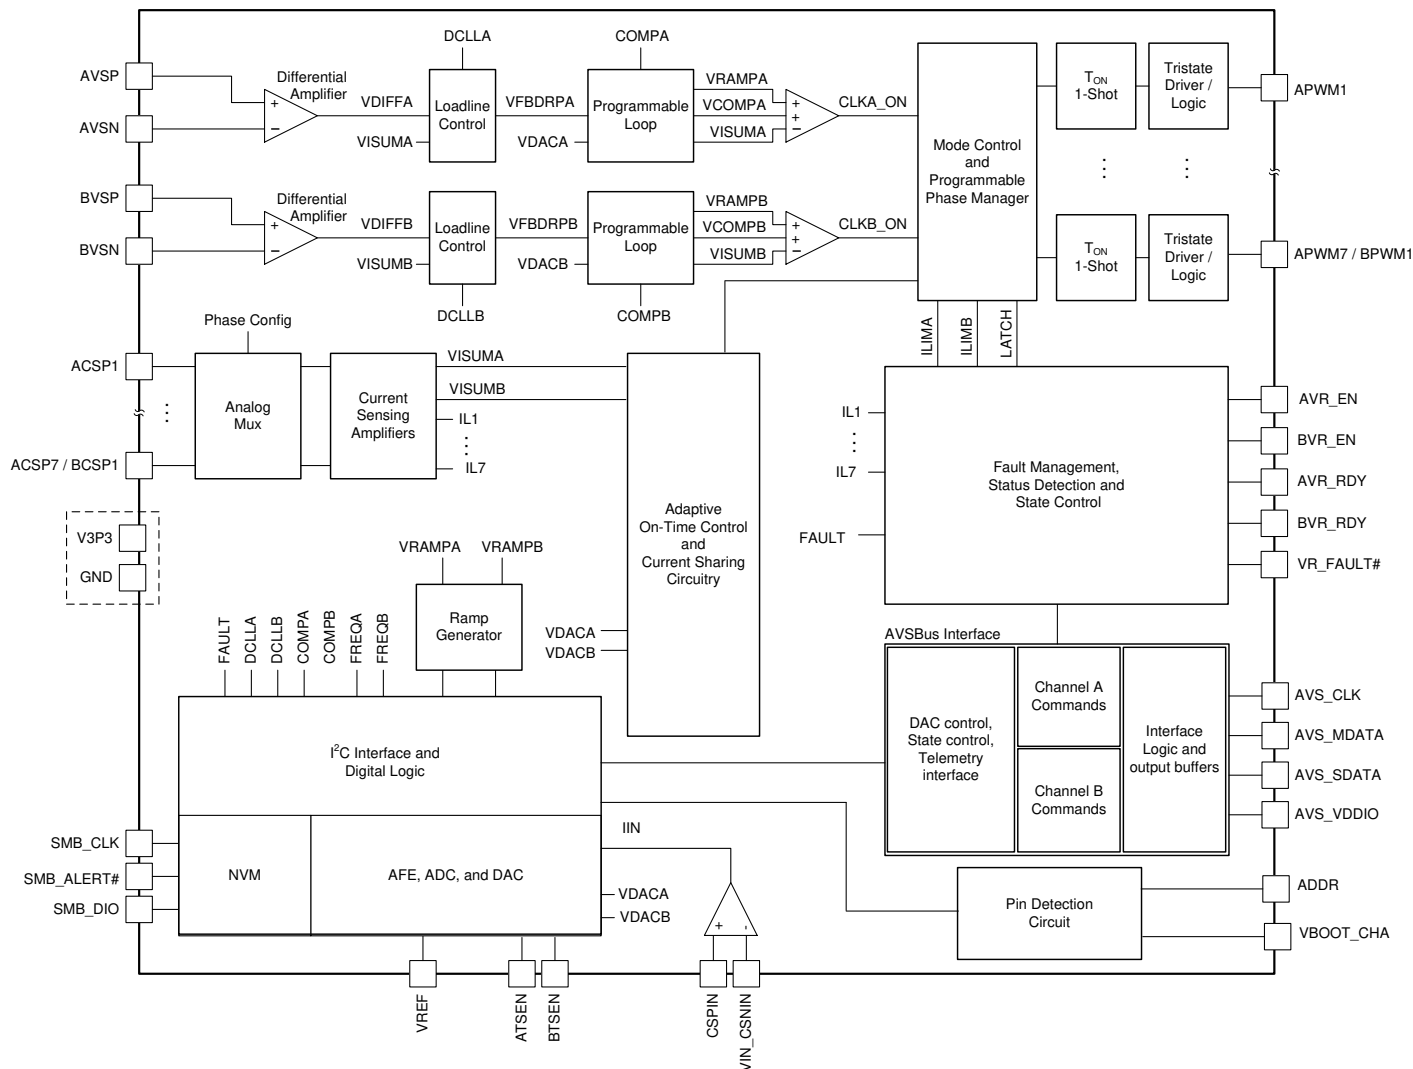 DCLLA
COMPA
AVSP
AVSN
Differential
Amplifier
+
−
VDIFFA
VISUMA
Loadline
Control
VFBDRPA
VDACA
Programmable
Loop
VRAMPA
VCOMPA
VISUMA
+
+
−
CLKA_ON
Mode Control
and
Programmable
Phase Manager
TON
1-Shot
Tristate
Driver /
Logic
APWM1
BVSP
BVSN
Differential
Amplifier
+
−
VDIFFB
VISUMB
Loadline
Control
DCLLB
VFBDRPB
VDACB
Programmable
Loop
COMPB
VRAMPB
VCOMPB
VISUMB
+
+
−
CLKB_ON
TON
1-Shot
Tristate
Driver /
Logic
APWM7 / BPWM1
Phase Config
ACSP1
ACSP7 / BCSP1
Analog
Mux
Current
Sensing
Amplifiers
VISUMA
VISUMB
IL1
IL7
Adaptive
On-Time Control
and
Current Sharing
Circuitry
VDACA
VDACB
ILIMA
ILIMB
LATCH
IL1
IL7
FAULT
Fault Management,
Status Detection and
State Control
AVR_EN
BVR_EN
AVR_RDY
BVR_RDY
VR_FAULT#
V3P3
GND
VRAMPA
VRAMPB
Ramp
Generator
FAULT
DCLLA
DCLLB
COMPA
COMPB
FREQA
FREQB
I2C Interface and
Digital Logic
NVM
AFE, ADC, and DAC
SMB_CLK
SMB_ALERT#
SMB_DIO
IIN
VDACA
VDACB
+
-
VREF
ATSEN
BTSEN
CSPIN
VIN_CSNIN
AVSBus Interface
DAC control,
State control,
Telemetry
interface
Channel A
Commands
Channel B
Commands
Interface
Logic and
output buffers
AVS_CLK
AVS_MDATA
AVS_SDATA
AVS_VDDIO
Pin Detection
Circuit
ADDR
VBOOT_CHA